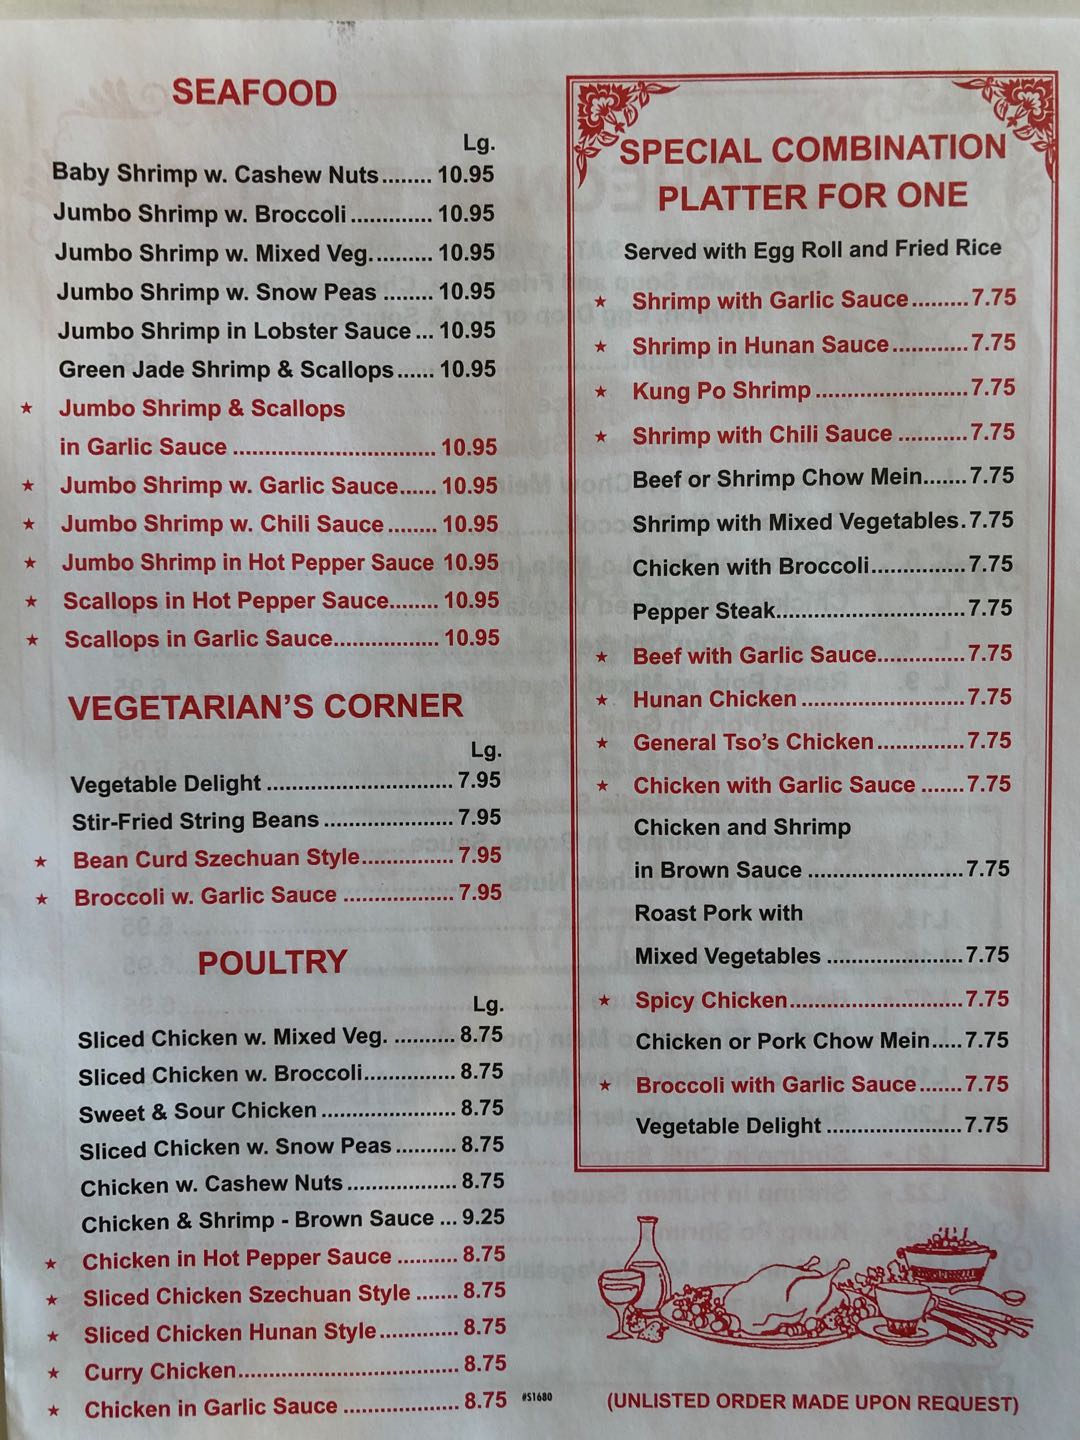 SEAFOOD
Lg.
Baby Shrimp w. Cashew Nuts........ 10.95
Jumbo Shrimp w. Broccoli ............. 10.95
Jumbo Shrimp w. Mixed Veg.......... 10.95
Jumbo Shrimp w. Snow Peas ........ 10.95
Jumbo Shrimp in Lobster Sauce ... 10.95
Green Jade Shrimp & Scallops...... 10.95
★ Jumbo Shrimp & Scallops
in Garlic Sauce ................................. 10.95
★ Jumbo Shrimp w. Garlic Sauce...... 10.95
★ Jumbo Shrimp w. Chili Sauce ........ 10.95
★ Jumbo Shrimp in Hot Pepper Sauce 10.95
★ Scallops in Hot Pepper Sauce........ 10.95
★ Scallops in Garlic Sauce................. 10.95
VEGETARIAN'S CORNER
Lg.
Vegetable Delight ................................... 7.95
Stir-Fried String Beans ..................... 7.95
★ Bean Curd Szechuan Style............... 7.95
★ Broccoli w. Garlic Sauce .................. 7.95
POULTRY
Lg.
Sliced Chicken w. Mixed Veg. .......... 8.75
Sliced Chicken w. Broccoli............... 8.75
Sweet & Sour Chicken ...................... 8.75
Sliced Chicken w. Snow Peas .......... 8.75
Chicken w. Cashew Nuts .................. 8.75
Chicken & Shrimp - Brown Sauce ... 9.25
★ Chicken in Hot Pepper Sauce .......... 8.75
★ Sliced Chicken Szechuan Style ....... 8.75
★ Sliced Chicken Hunan Style............. 8.75
★ Curry Chicken.................................... 8.75
★ Chicken in Garlic Sauce ................... 8.75
#S1680
SPECIAL COMBINATION
PLATTER FOR ONE
Served with Egg Roll and Fried Rice
★ Shrimp with Garlic Sauce......... 7.75
★ Shrimp in Hunan Sauce ............ 7.75
★ Kung Po Shrimp ........................ 7.75
★ Shrimp with Chili Sauce ........... 7.75
Beef or Shrimp Chow Mein....... 7.75
Shrimp with Mixed Vegetables. 7.75
Chicken with Broccoli............... 7.75
Pepper Steak.............................. 7.75
★ Beef with Garlic Sauce.............. 7.75
★ Hunan Chicken .......................... 7.75
★ General Tso's Chicken .............. 7.75
★ Chicken with Garlic Sauce ....... 7.75
Chicken and Shrimp
in Brown Sauce ......................... 7.75
Roast Pork with
Mixed Vegetables ...................... 7.75
★ Spicy Chicken............................ 7.75
Chicken or Pork Chow Mein..... 7.75
★ Broccoli with Garlic Sauce ....... 7.75
Vegetable Delight ...................... 7.75
(UNLISTED ORDER MADE UPON REQUEST)